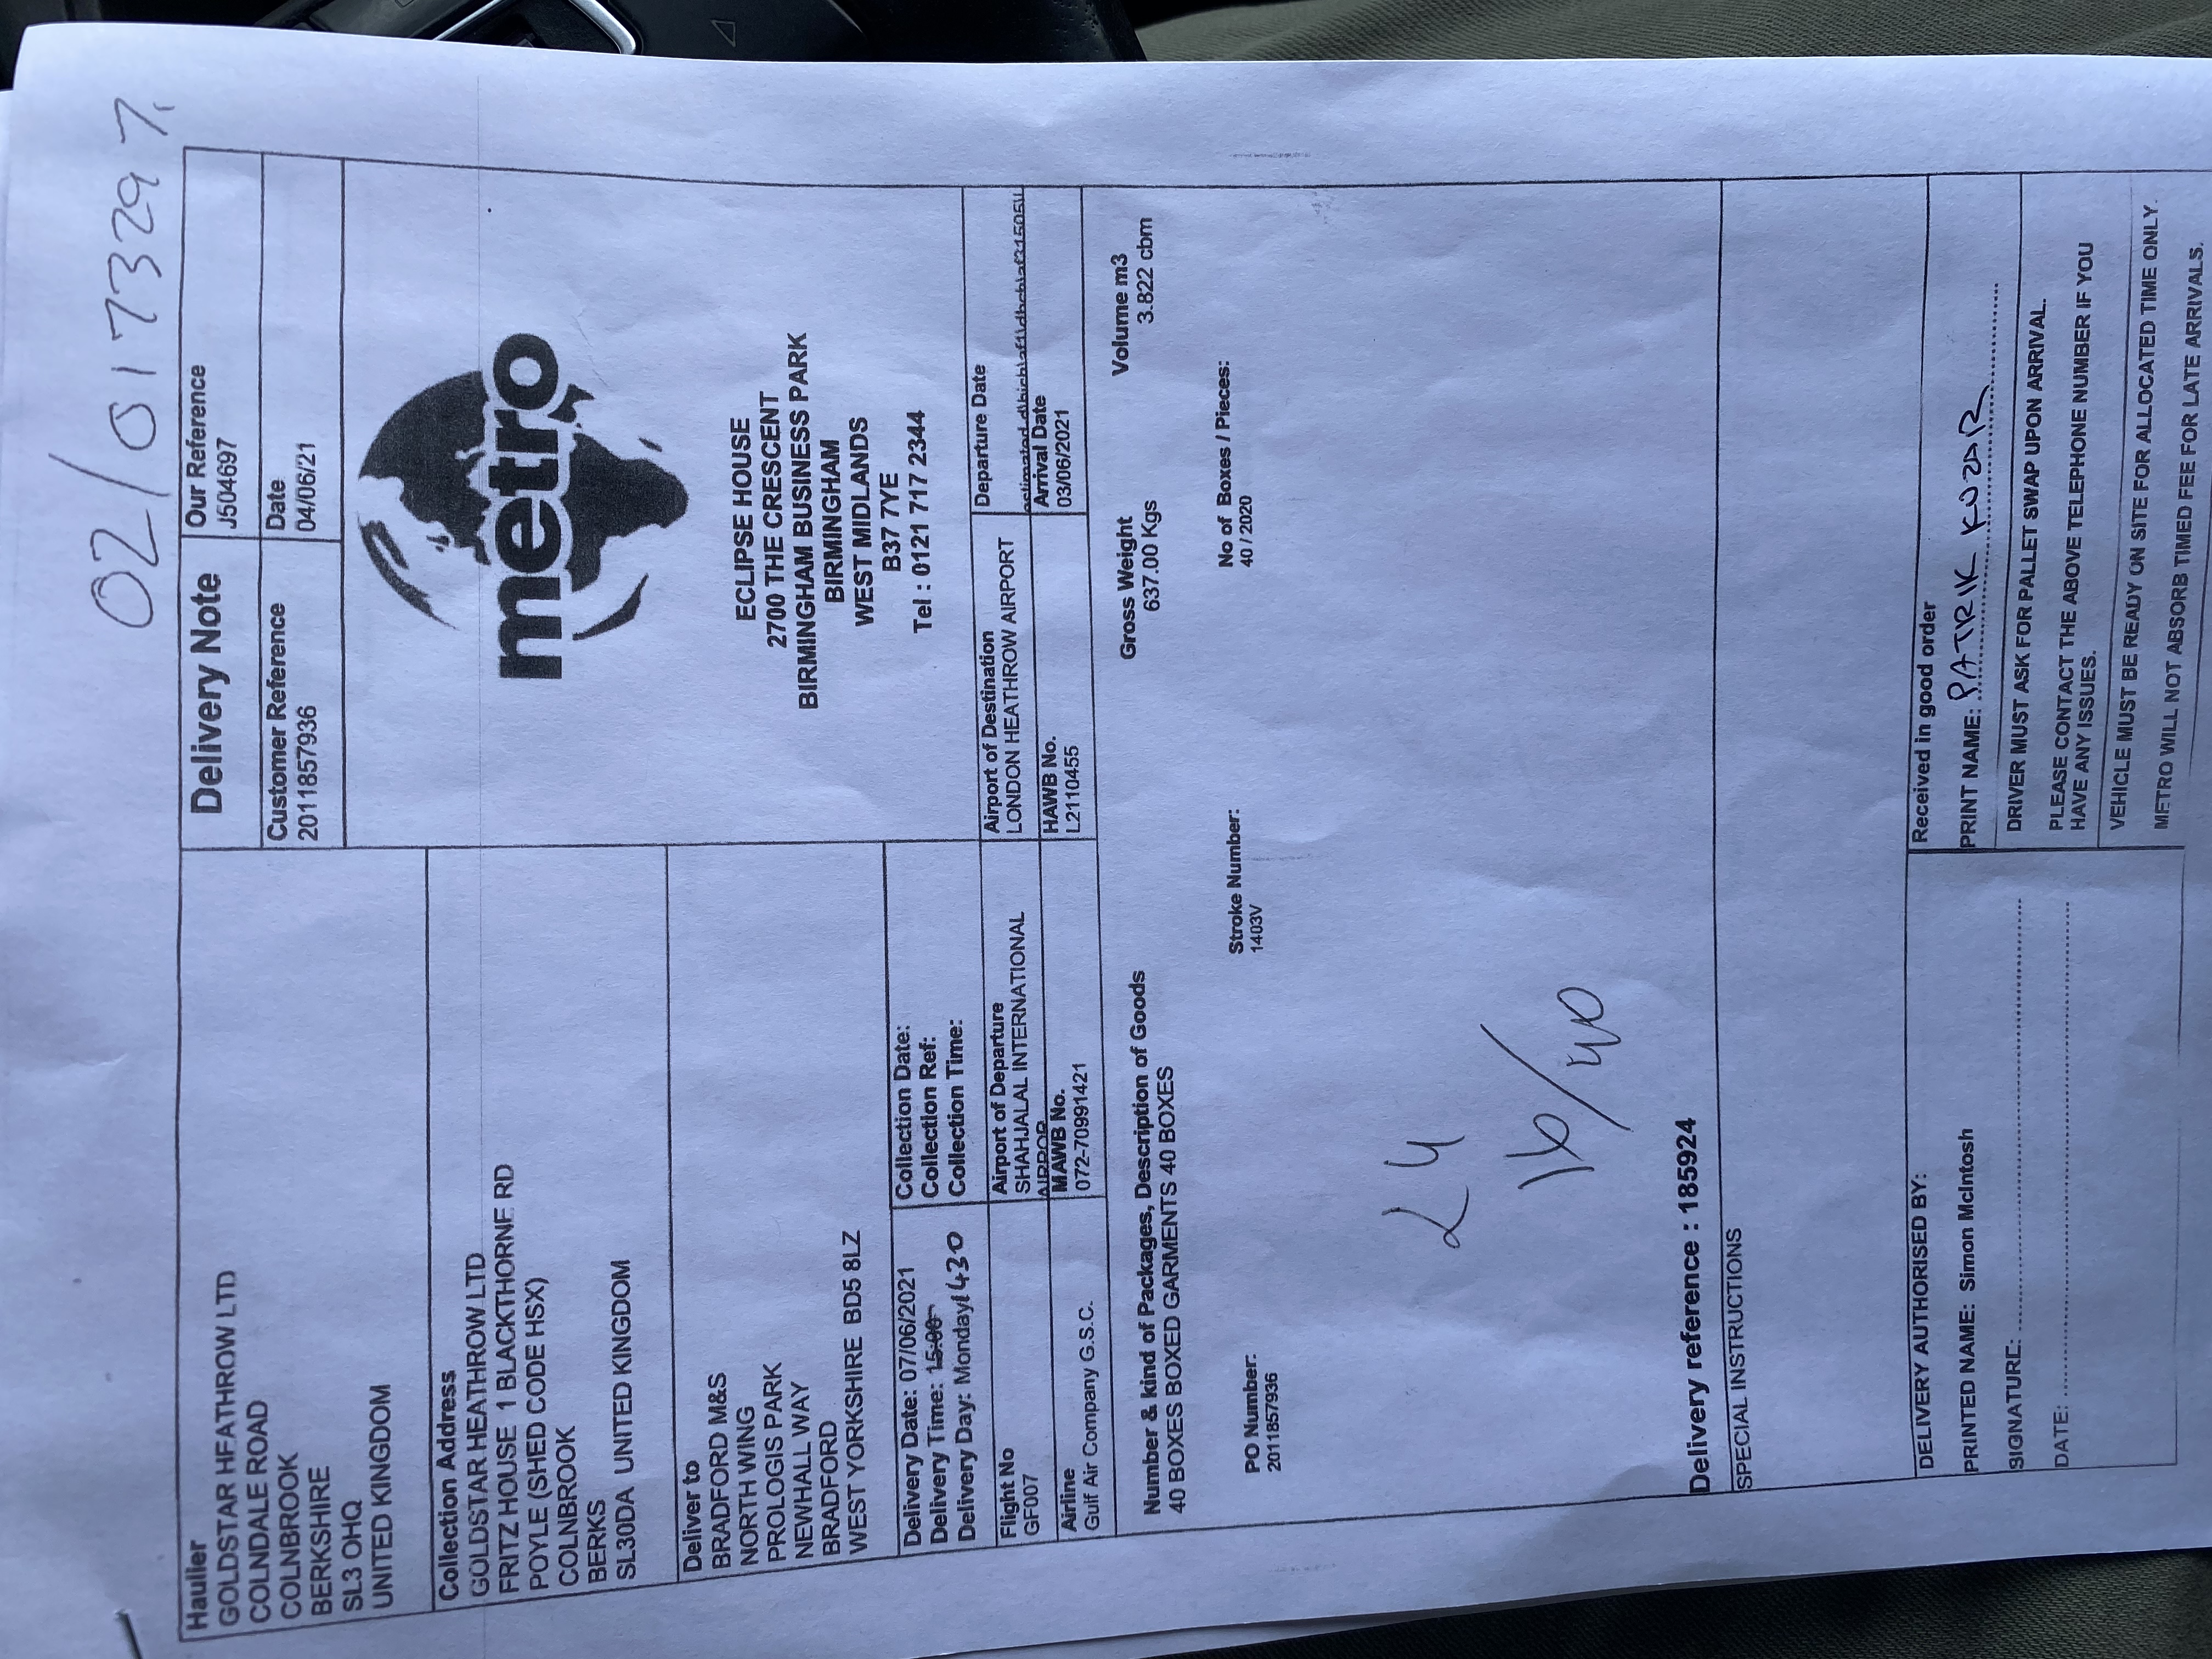 02/0173297.
Haulier
GOLDSTAR HEATHROW LTD
COLNDALE ROAD
COLNBROOK
BERKSHIRE
SL3 OHQ
UNITED KINGDOM
Delivery Note
Our Reference
J504697
Customer Reference
2011857936
Date
04/06/21
Collection Address
GOLDSTAR HEATHROW LTD
FRITZ HOUSE 1 BLACKTHORNE RD
POYLE (SHED CODE HSX)
COLNBROOK
BERKS
SL30DA UNITED KINGDOM
metro
Deliver to
BRADFORD M&S
NORTH WING
PROLOGIS PARK
NEWHALL WAY
BRADFORD
WEST YORKSHIRE BD5 8LZ
ECLIPSE HOUSE
2700 THE CRESCENT
BIRMINGHAM BUSINESS PARK
BIRMINGHAM
WEST MIDLANDS
B37 7YE
Tel : 0121 717 2344
Delivery Date: 07/06/2021
Delivery Time: 15:00
Delivery Day: Monday 1430
Collection Date:
Collection Ref:
Collection Time:
Flight No
GF007
Airport of Departure
SHAHJALAL INTERNATIONAL
AIRPOR
Airport of Destination
LONDON HEATHROW AIRPORT
Departure Date
estimated
Airline
Gulf Air Company G.S.C.
MAWB No.
072-70991421
HAWB No.
L2110455
Arrival Date
03/06/2021
Number & kind of Packages, Description of Goods
40 BOXES BOXED GARMENTS 40 BOXES
Gross Weight
637.00 Kgs
Volume m3
3.822 cbm
PO Number:
2011857936
Stroke Number:
1403V
No of Boxes / Pieces:
40 / 2020
24
16/40
Delivery reference : 185924
SPECIAL INSTRUCTIONS
DELIVERY AUTHORISED BY:
PRINTED NAME: Simon McIntosh
SIGNATURE:
DATE:
Received in good order
PRINT NAME: PATRIK KOZAR
DRIVER MUST ASK FOR PALLET SWAP UPON ARRIVAL.
PLEASE CONTACT THE ABOVE TELEPHONE NUMBER IF YOU
HAVE ANY ISSUES.
VEHICLE MUST BE READY ON SITE FOR ALLOCATED TIME ONLY.
METRO WILL NOT ABSORB TIMED FEE FOR LATE ARRIVALS.